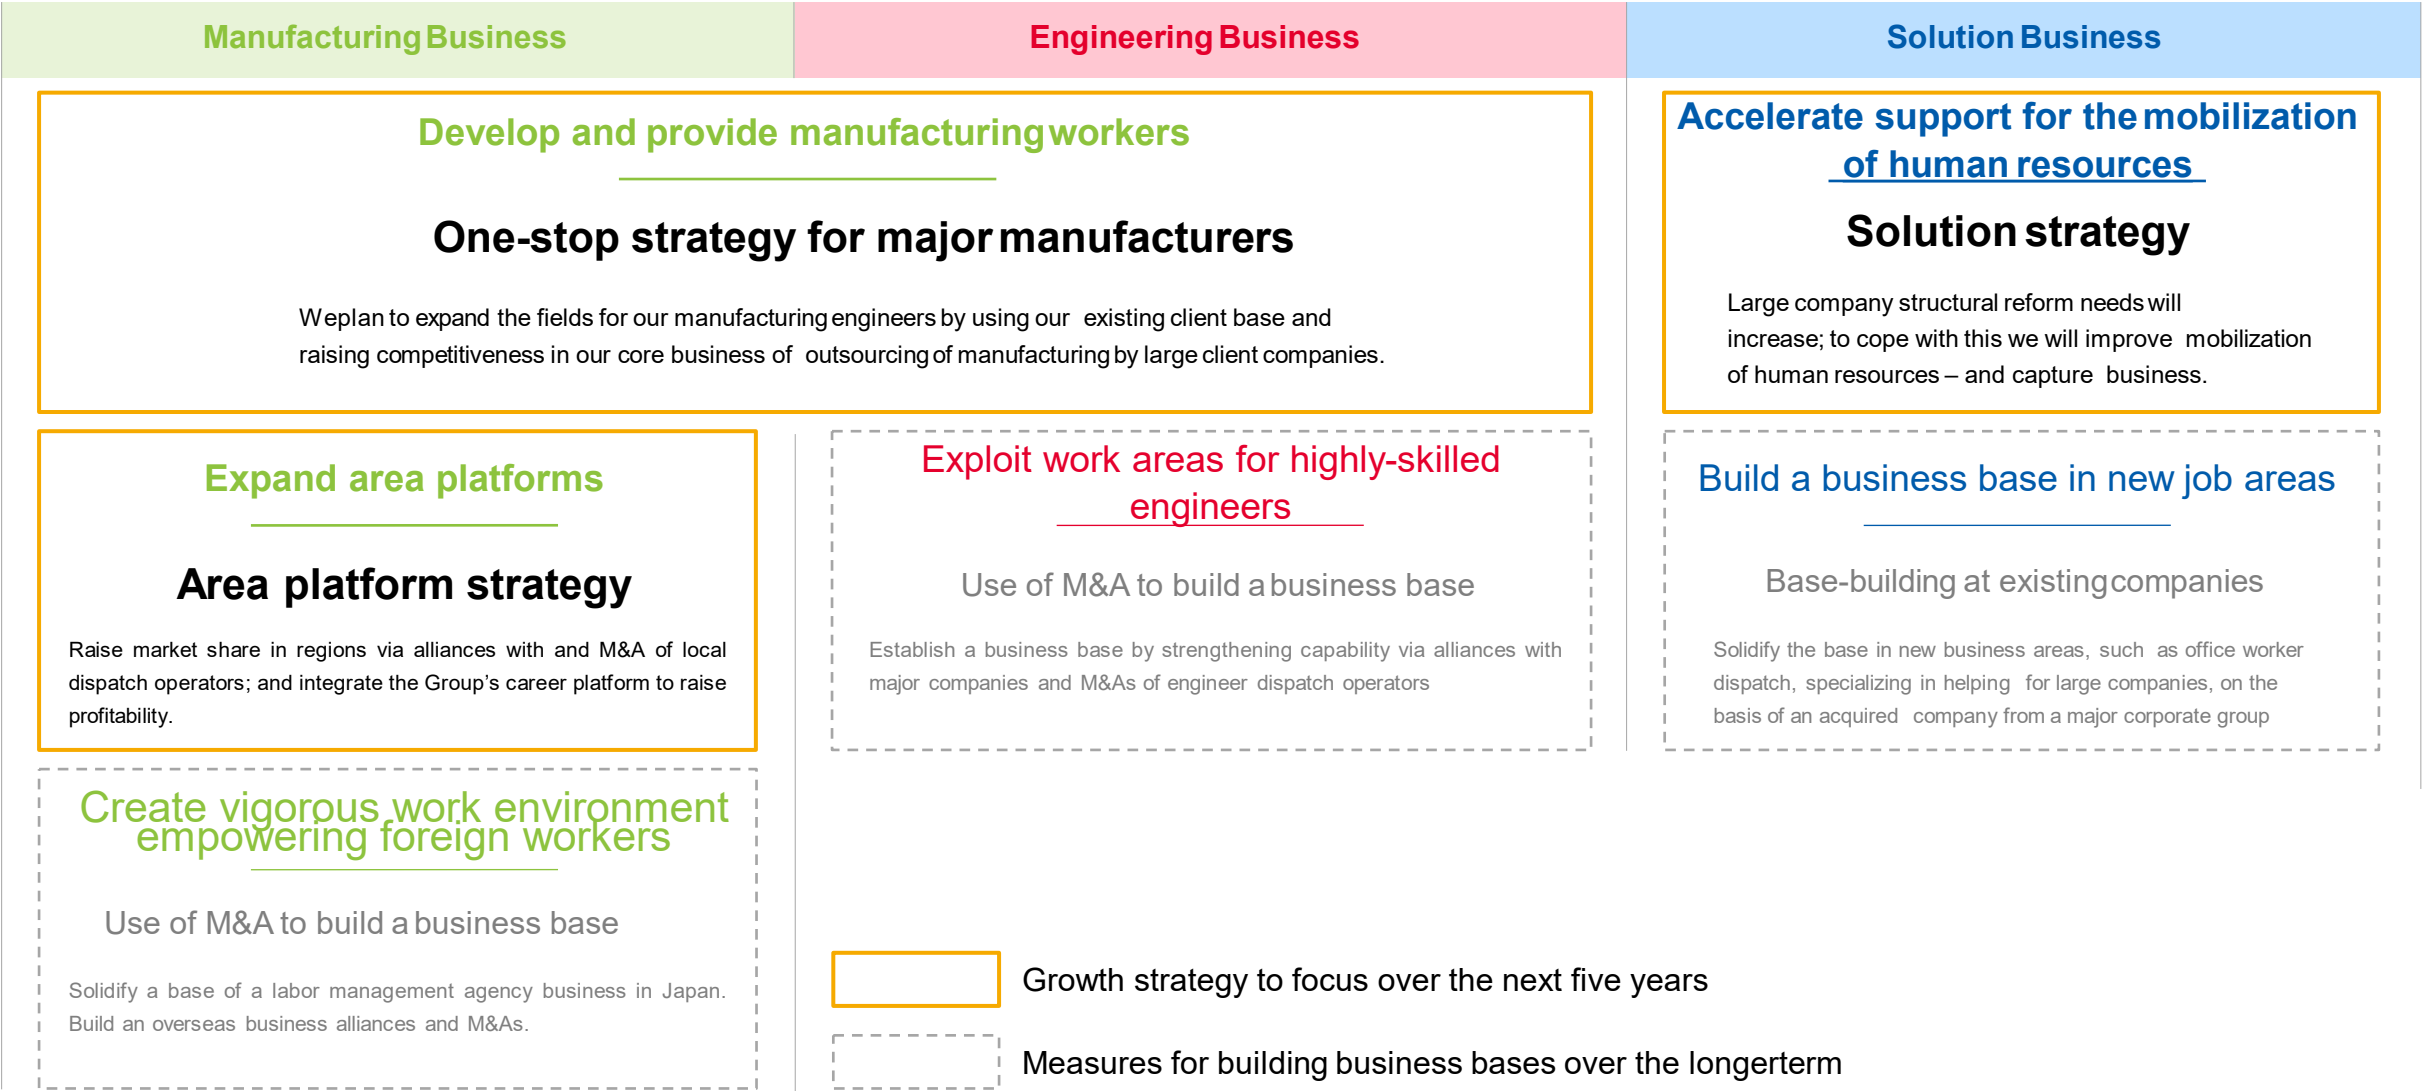 Manufacturing Business
Engineering Business
Solution Business
Develop and provide manufacturing workers
One-stop strategy for major manufacturers
We plan to expand the fields for our manufacturing engineers by using our existing client base and
raising competitiveness in our core business of outsourcing of manufacturing by large client companies.
Accelerate support for the mobilization
of human resources
Solution strategy
Large company structural reform needs will
increase; to cope with this we will improve mobilization
of human resources – and capture business.
Expand area platforms
Area platform strategy
Raise market share in regions via alliances with and M&A of local
dispatch operators; and integrate the Group’s career platform to raise
profitability.
Exploit work areas for highly-skilled
engineers
Use of M&A to build a business base
Establish a business base by strengthening capability via alliances with
major companies and M&As of engineer dispatch operators
Build a business base in new job areas
Base-building at existing companies
Solidify the base in new business areas, such as office worker
dispatch, specializing in helping for large companies, on the
basis of an acquired company from a major corporate group
Create vigorous work environment
empowering foreign workers
Use of M&A to build a business base
Solidify a base of a labor management agency business in Japan.
Build an overseas business alliances and M&As.
Growth strategy to focus over the next five years
Measures for building business bases over the longerterm